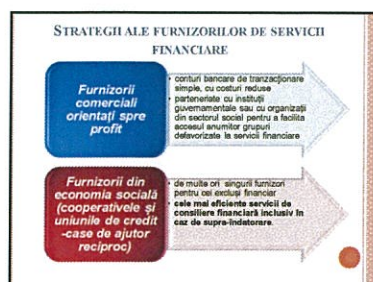 STRATEGII ALE FURNIZORILOR DE SERVICII
FINANCIARE
Furnizorii
comerciali
orientați spre
profit
• conturi bancare de tranzacționare
simple, cu costuri reduse
• parteneriate cu instituții
guvernamentale sau cu organizații
din sectorul social pentru a facilita
accesul anumitor grupuri
defavorizate la servicii financiare
Furnizorii din
economia socială
(cooperativele și
uniunile de credit
-case de ajutor
reciproc)
• de multe ori singurii furnizori
pentru cei excluși financiar
• cele mai eficiente servicii de
consiliere financiară inclusiv în
caz de supra-îndatorare.